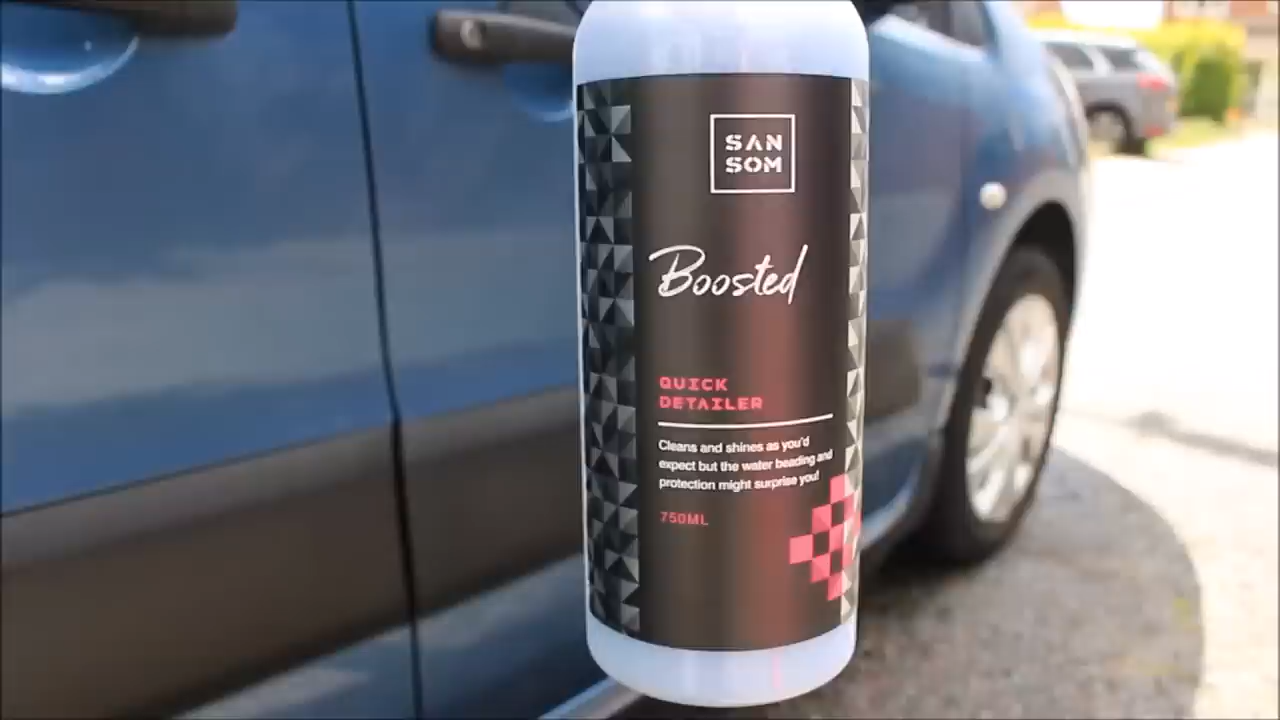 SAN
SOM
Boosted
QUICK
DETAILER
Cleans and shines as you'd
expect but the water beading and
protection might surprise you!
750ML